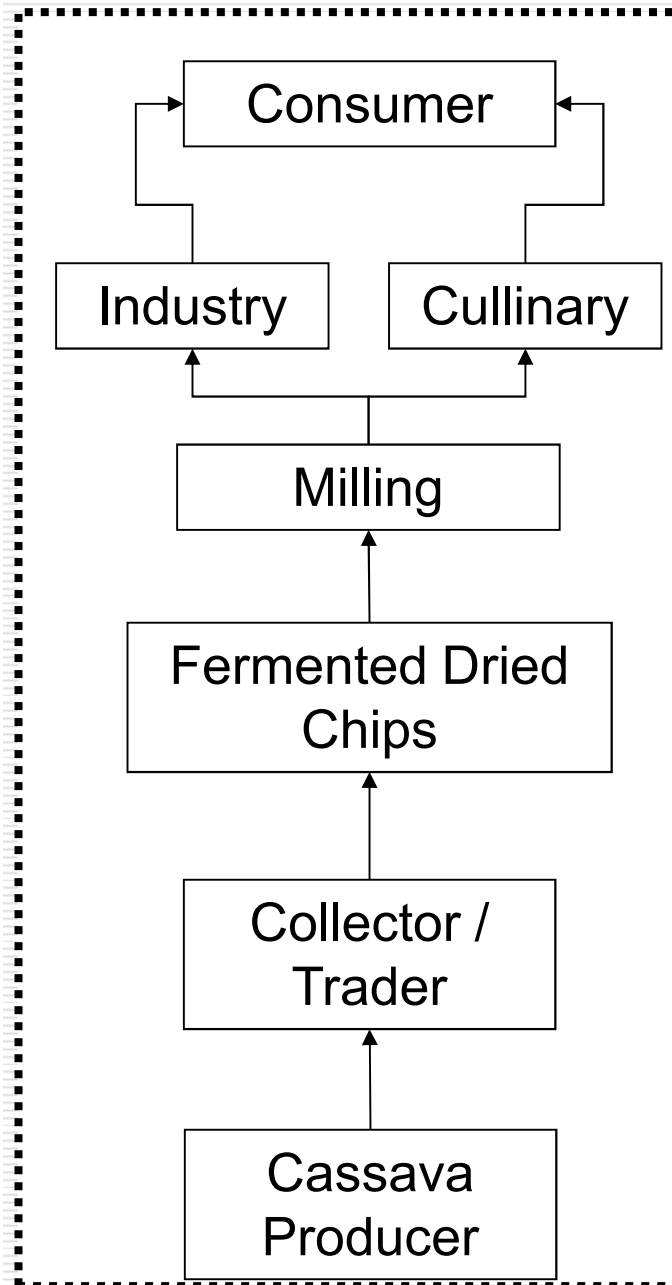 Consumer
Industry
Cullinary
Milling
Fermented Dried
Chips
Collector /
Trader
Cassava
Producer